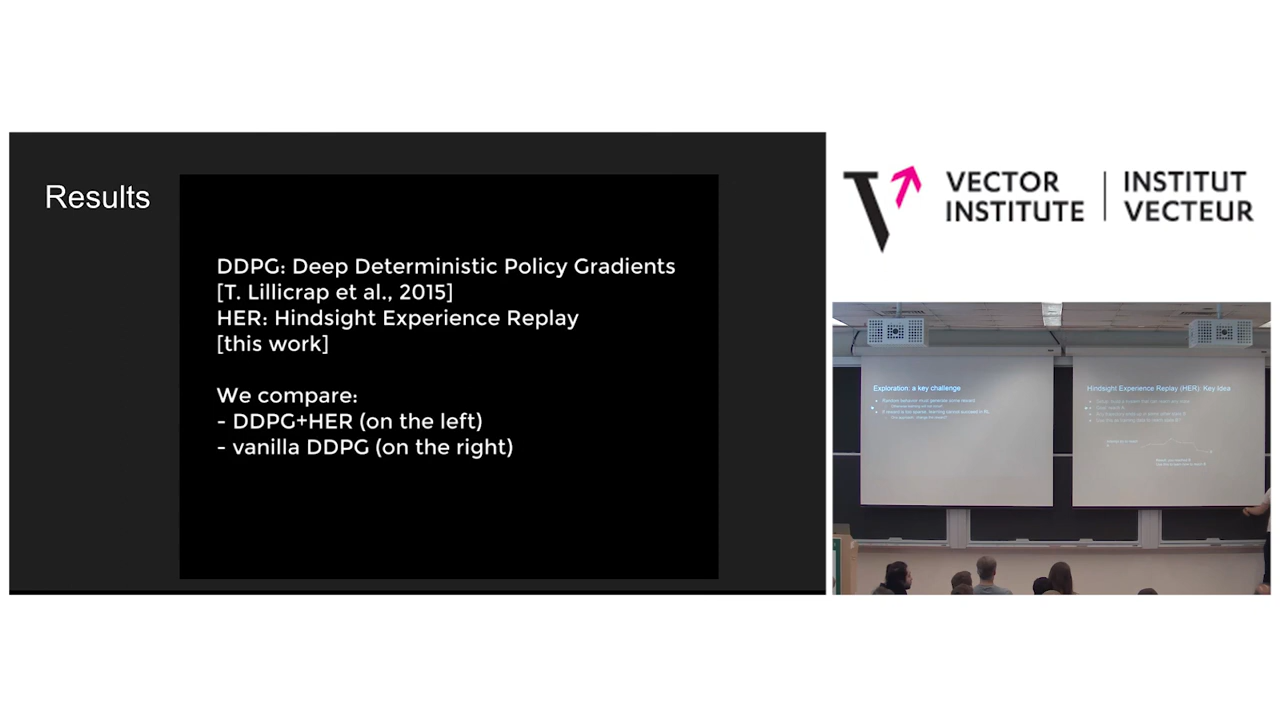 Results
DDPG: Deep Deterministic Policy Gradients
[T. Lillicrap et al., 2015]
HER: Hindsight Experience Replay
[this work]
We compare:
- DDPG+HER (on the left)
- vanilla DDPG (on the right)
VECTOR INSTITUTE
INSTITUT VECTEUR
Exploration: a key challenge
Hindsight Experience Replay (HER): Key Idea